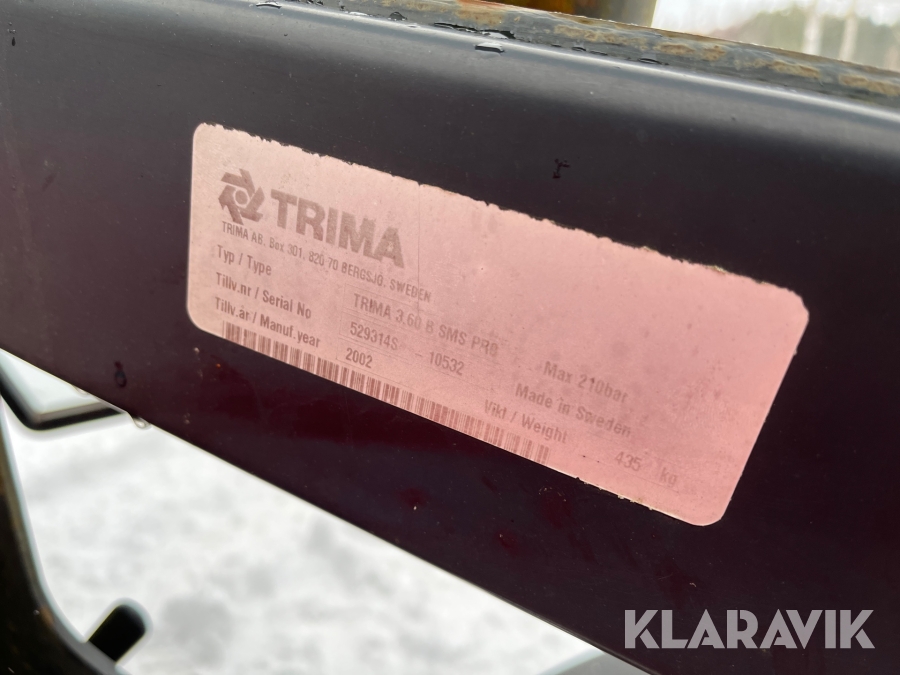 TRIMA
TRIMA AB. Box 301, 820 70 BERGSJÖ. SWEDEN
Typ / Type TRIMA 3.60 B SMS PRO Max 210bar
Tillv.nr / Serial No 529314S - 10532 Made in Sweden
Tillv.år / Manuf.year 2002 Vikt / Weight 435 kg
KLARAVIK